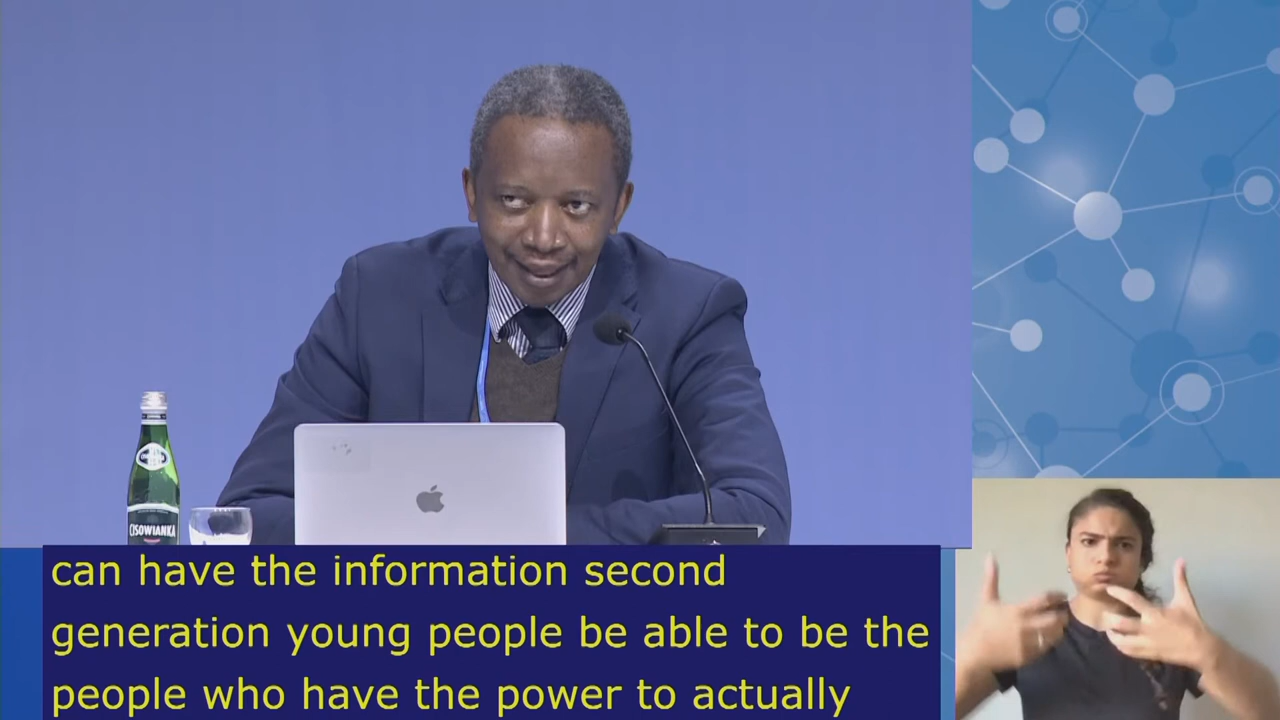 CISOWIANKA
can have the information second
generation young people be able to be the
people who have the power to actually